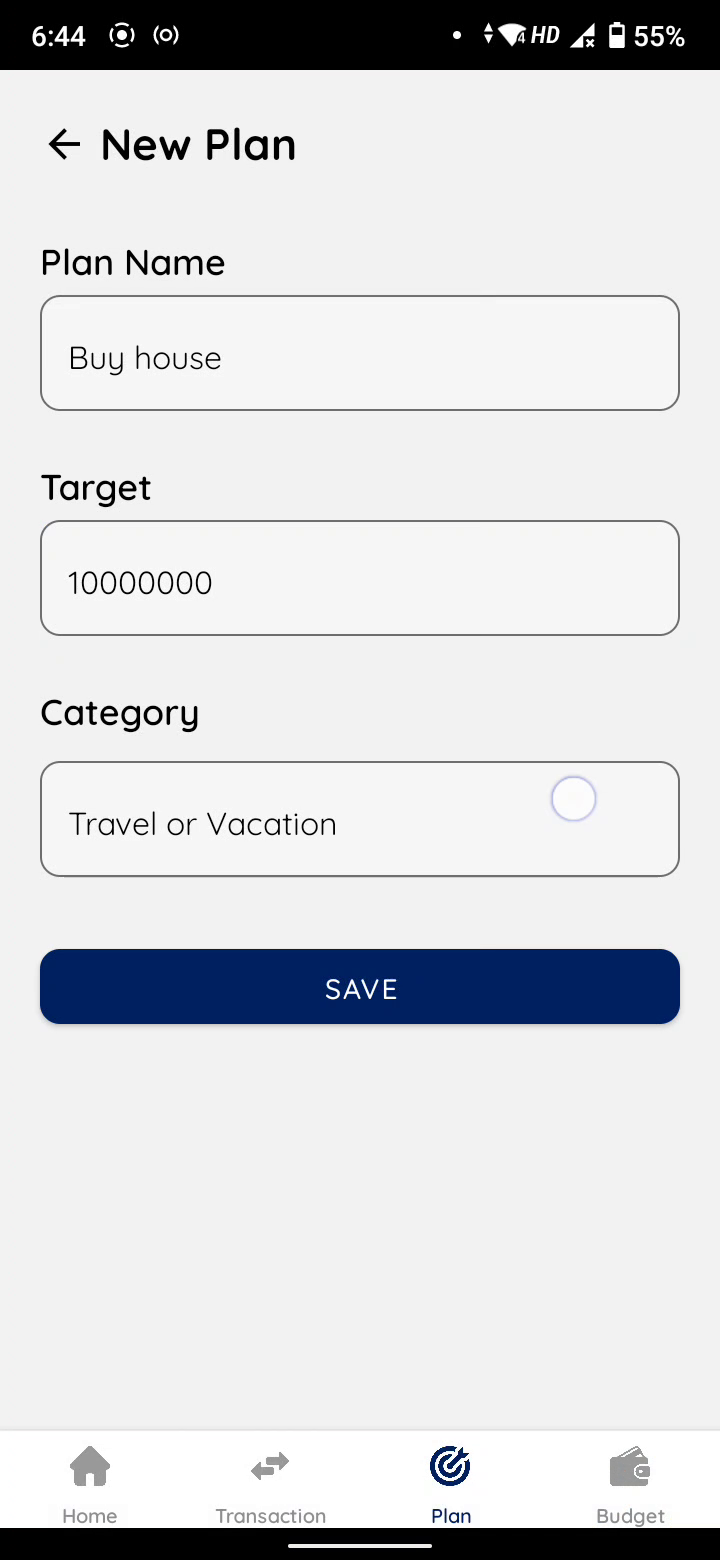 6:44 HD 55%
New Plan
Plan Name
Buy house
Target
10000000
Category
Travel or Vacation
SAVE
Home Transaction Plan Budget